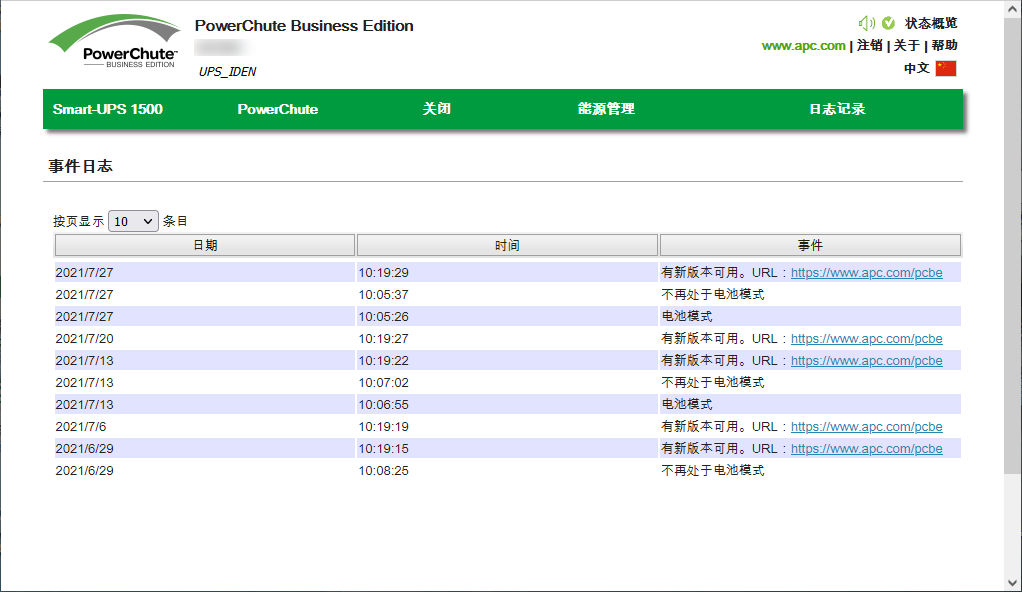 PowerChute
BUSINESS EDITION
PowerChute Business Edition
UPS_IDEN
状态概览
www.apc.com | 注销 | 关于 | 帮助
中文
Smart-UPS 1500 PowerChute 关闭 能源管理 日志记录
事件日志
按页显示 10 条目
日期 时间 事件
2021/7/27 10:19:29 有新版本可用。URL : https://www.apc.com/pcbe
2021/7/27 10:05:37 不再处于电池模式
2021/7/27 10:05:26 电池模式
2021/7/20 10:19:27 有新版本可用。URL : https://www.apc.com/pcbe
2021/7/13 10:19:22 有新版本可用。URL : https://www.apc.com/pcbe
2021/7/13 10:07:02 不再处于电池模式
2021/7/13 10:06:55 电池模式
2021/7/6 10:19:19 有新版本可用。URL : https://www.apc.com/pcbe
2021/6/29 10:19:15 有新版本可用。URL : https://www.apc.com/pcbe
2021/6/29 10:08:25 不再处于电池模式